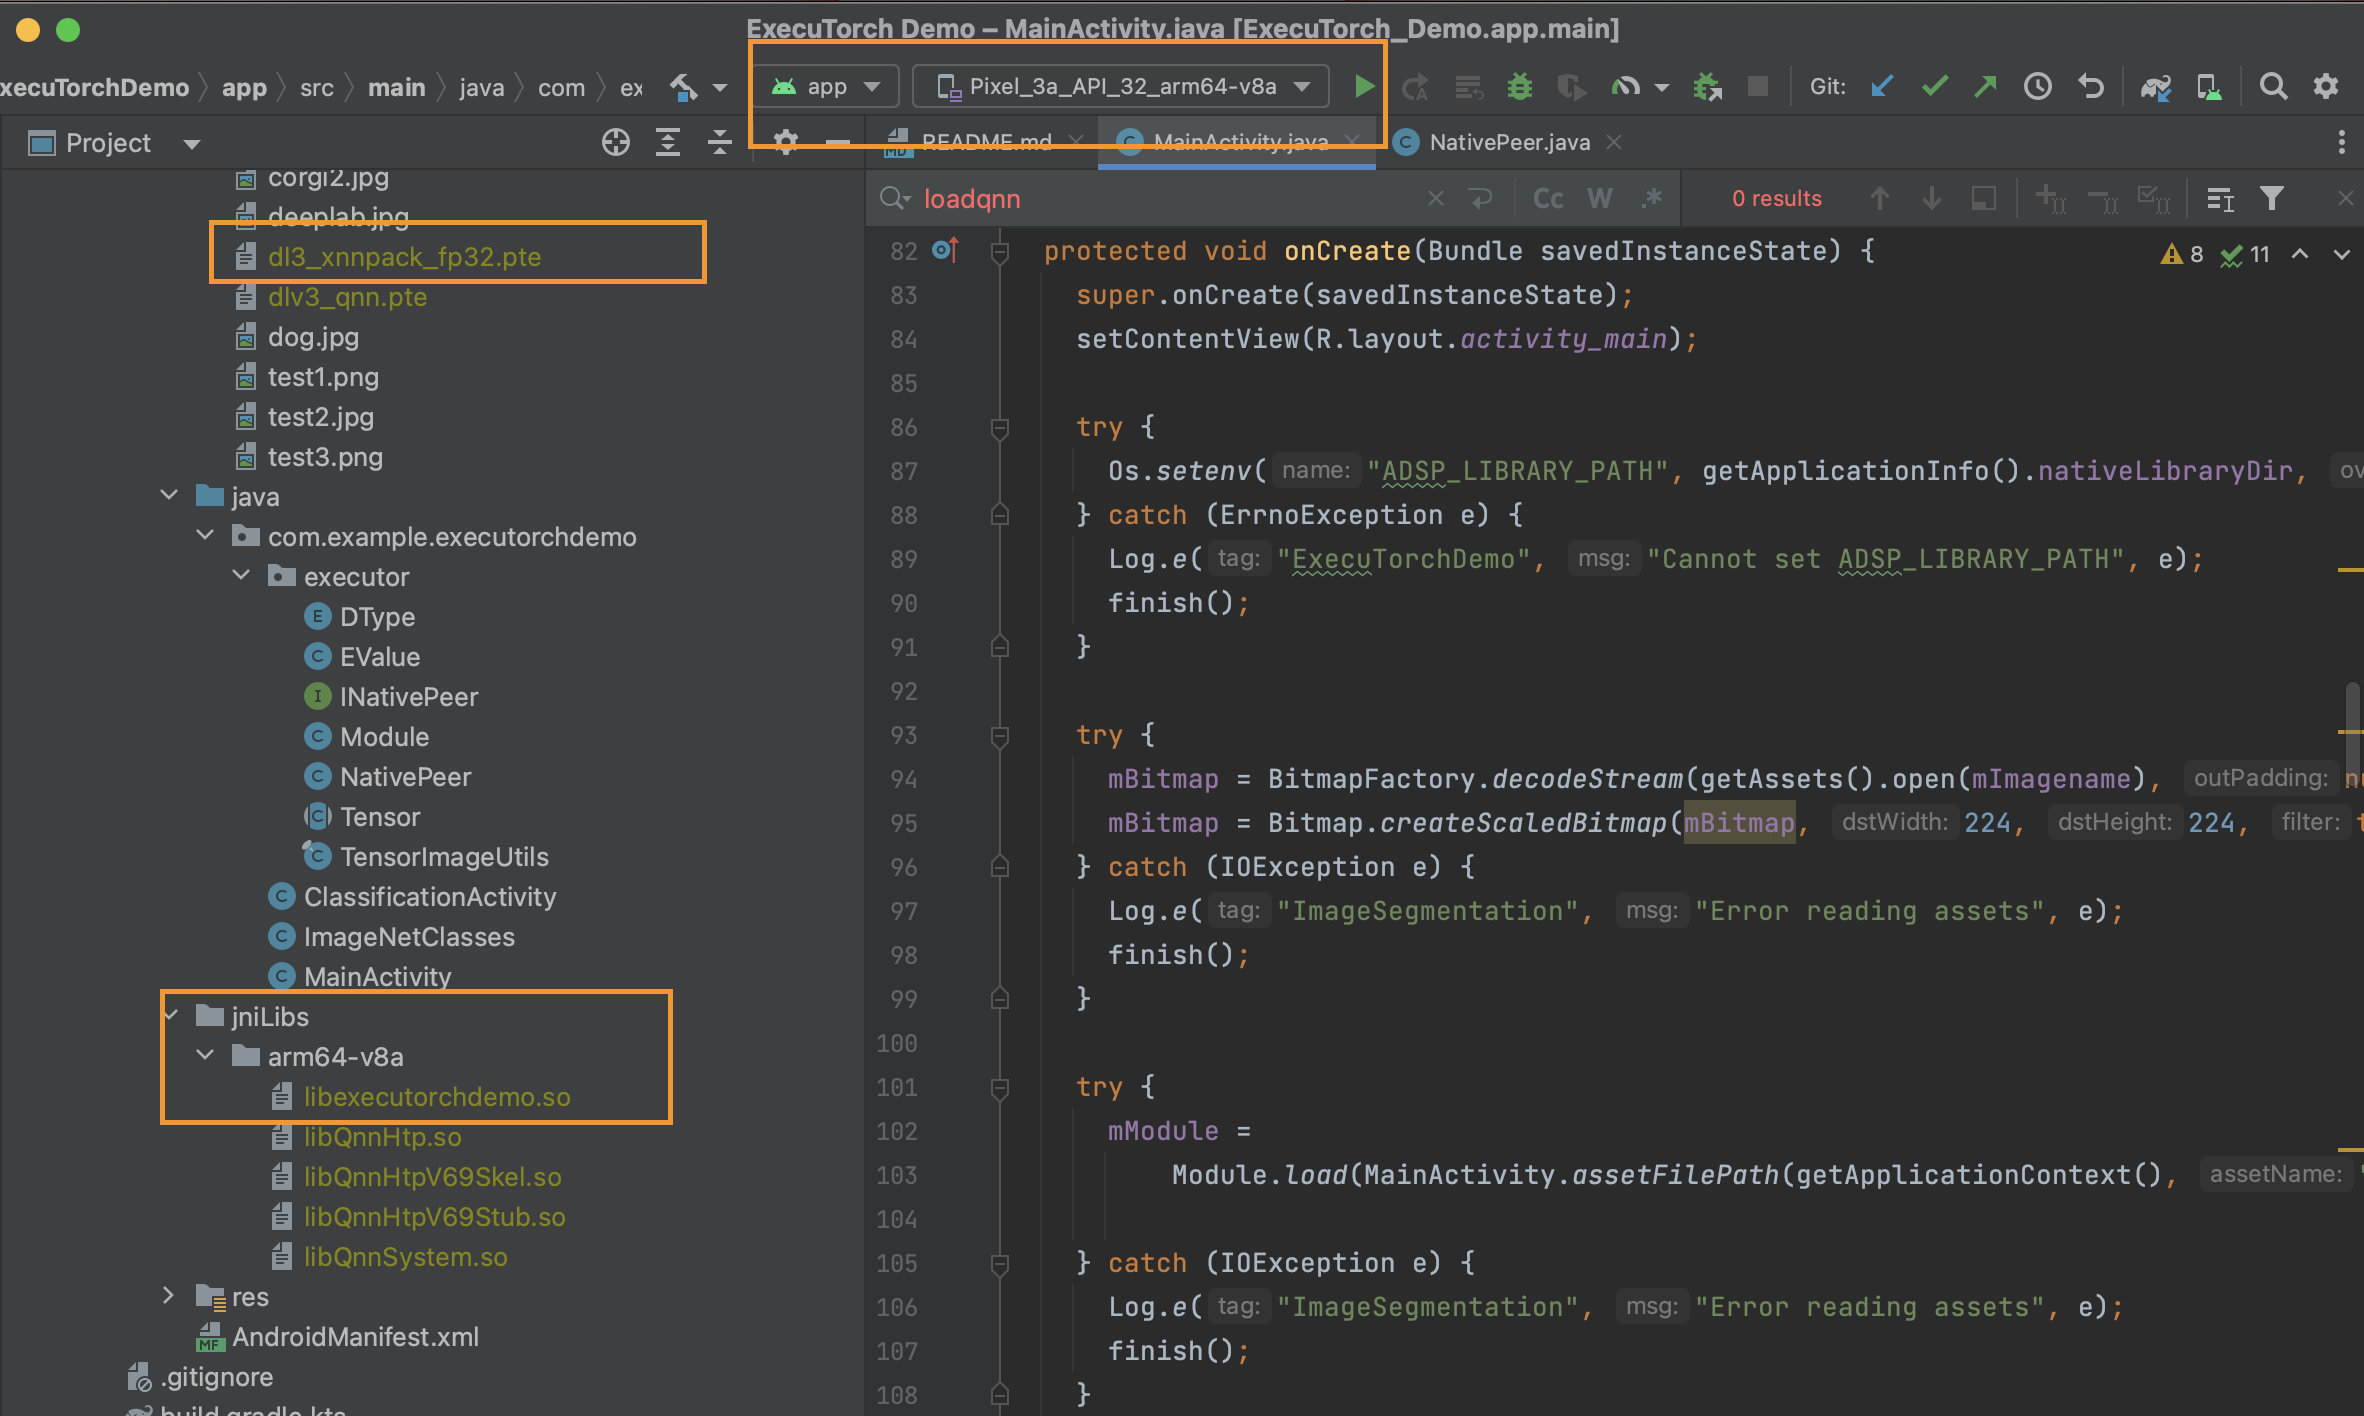 ExecuTorch Demo – MainActivity.java [ExecuTorch_Demo.app.main]
xecuTorchDemo app src main java com ex app Pixel_3a_API_32_arm64-v8a Git:
Project README.md MainActivity.java NativePeer.java
corgi2.jpg
deeplab.jpg
dl3_xnnpack_fp32.pte
dlv3_qnn.pte
dog.jpg
test1.png
test2.jpg
test3.png
java
com.example.executorchdemo
executor
E DType
C EValue
I INativePeer
C Module
C NativePeer
C Tensor
C TensorImageUtils
C ClassificationActivity
C ImageNetClasses
C MainActivity
jniLibs
arm64-v8a
libexecutorchdemo.so
libQnnHtp.so
libQnnHtpV69Skel.so
libQnnHtpV69Stub.so
libQnnSystem.so
res
MF AndroidManifest.xml
.gitignore
build.gradle.kts
loadqnn Cc W .* 0 results
8 11
82 protected void onCreate(Bundle savedInstanceState) {
83 super.onCreate(savedInstanceState);
84 setContentView(R.layout.activity_main);
85
86 try {
87 Os.setenv( name: "ADSP_LIBRARY_PATH", getApplicationInfo().nativeLibraryDir, ov
88 } catch (ErrnoException e) {
89 Log.e( tag: "ExecuTorchDemo", msg: "Cannot set ADSP_LIBRARY_PATH", e);
90 finish();
91 }
92
93 try {
94 mBitmap = BitmapFactory.decodeStream(getAssets().open(mImagename), outPadding: nu
95 mBitmap = Bitmap.createScaledBitmap(mBitmap, dstWidth: 224, dstHeight: 224, filter: t
96 } catch (IOException e) {
97 Log.e( tag: "ImageSegmentation", msg: "Error reading assets", e);
98 finish();
99 }
100
101 try {
102 mModule =
103 Module.load(MainActivity.assetFilePath(getApplicationContext(), assetName: "
104
105 } catch (IOException e) {
106 Log.e( tag: "ImageSegmentation", msg: "Error reading assets", e);
107 finish();
108 }